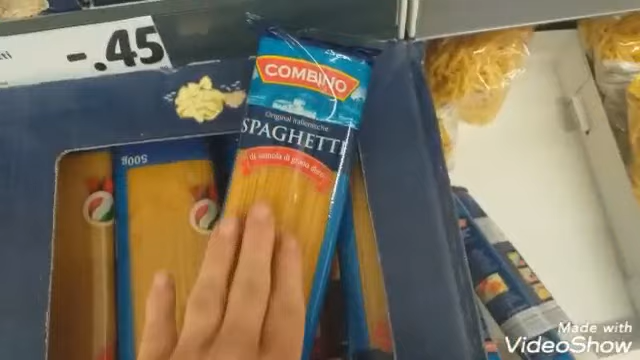 -.45
COMBINO
Original italienische
SPAGHETTI
di semola di grano duro
500g
Made with
VideoShow